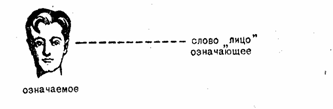 слово „лицо"
означающее
означаемое